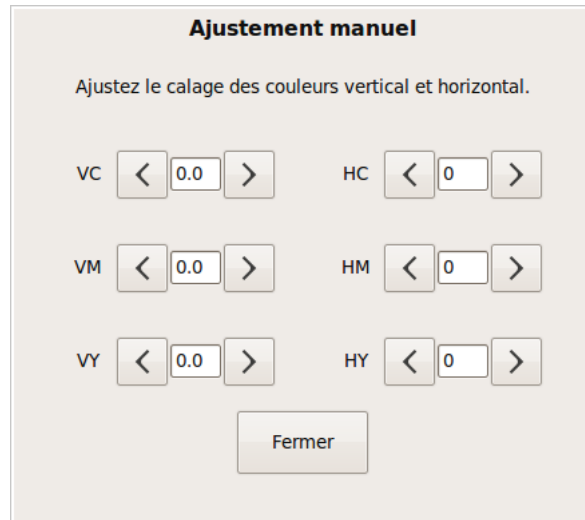 Ajustement manuel
Ajustez le calage des couleurs vertical et horizontal.
VC 0.0 HC 0
VM 0.0 HM 0
VY 0.0 HY 0
Fermer